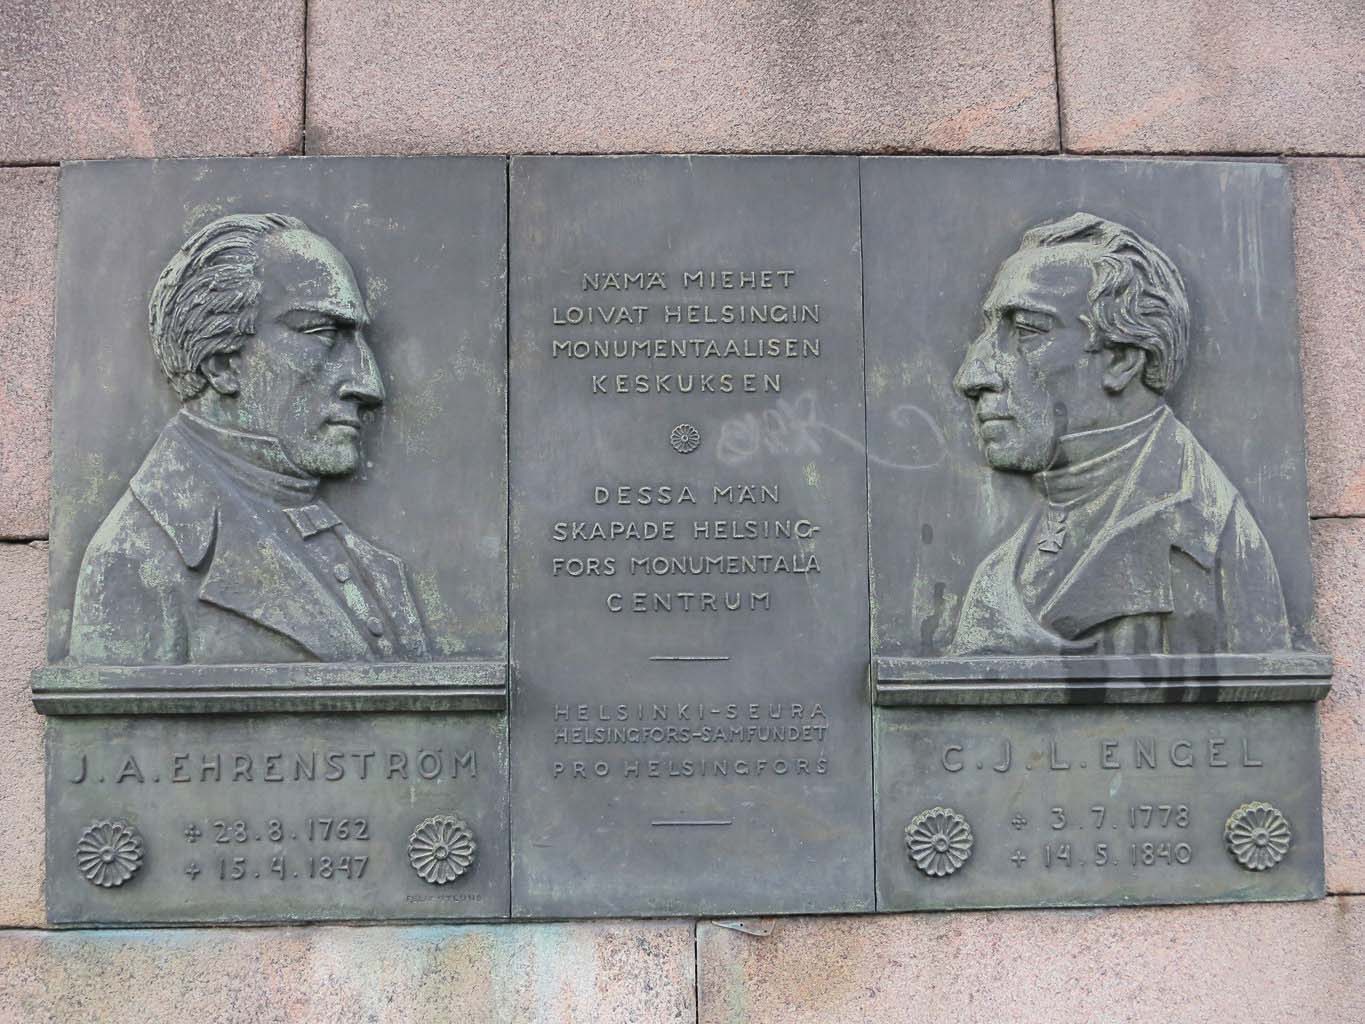 NÄMÄ MIEHET
LOIVAT HELSINGIN
MONUMENTAALISEN
KESKUKSEN
DESSA MÄN
SKAPADE HELSING-
FORS MONUMENTALA
CENTRUM
HELSINKI-SEURA
HELSINGFORS-SAMFUNDET
PRO HELSINGFORS
J.A.EHRENSTRÖM
28.8.1762
15.4.1847
C.J.L.ENGEL
3.7.1778
14.5.1840